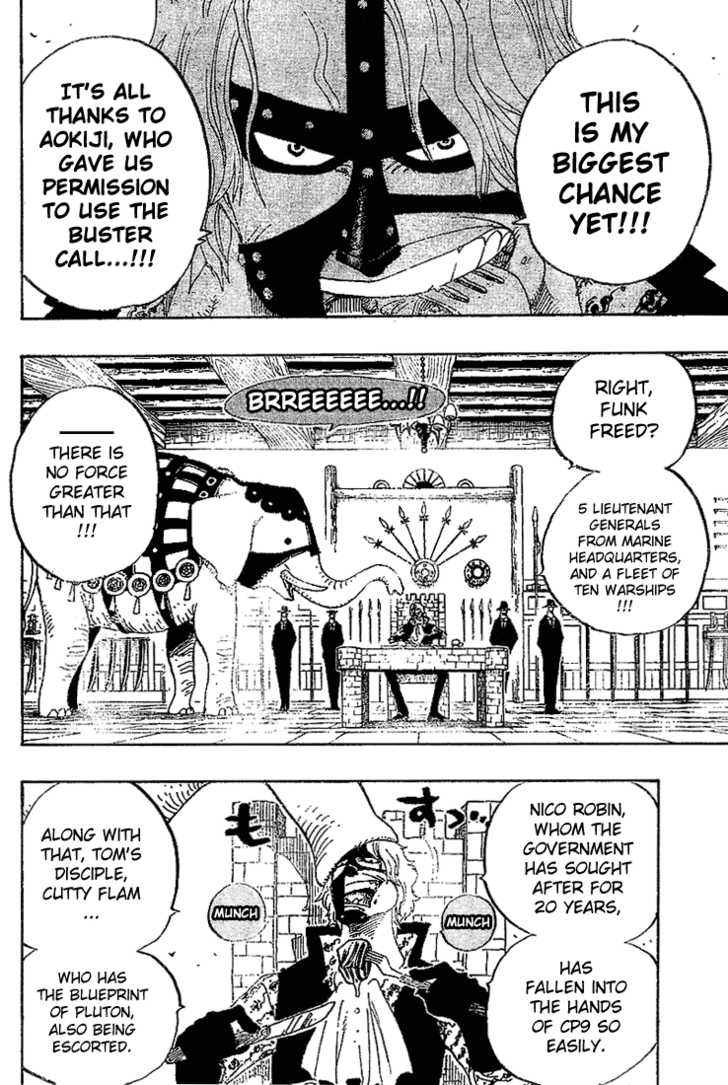 THIS
IS MY
BIGGEST
CHANCE
YET!!!
IT'S ALL
THANKS TO
AOKIJI, WHO
GAVE US
PERMISSION
TO USE THE
BUSTER
CALL...!!!
RIGHT,
FUNK
FREED?
5 LIEUTENANT
GENERALS
FROM MARINE
HEADQUARTERS,
AND A FLEET OF
TEN WARSHIPS
!!!
BRREEEEEE...!!
THERE IS
NO FORCE
GREATER
THAN THAT
!!!
NICO ROBIN,
WHOM THE
GOVERNMENT
HAS SOUGHT
AFTER FOR
20 YEARS,
HAS
FALLEN INTO
THE HANDS
OF CP9 SO
EASILY.
むすっ…
MUNCH
も
MUNCH
ALONG WITH
THAT, TOM'S
DISCIPLE,
CUTTY FLAM
...
WHO HAS
THE BLUEPRINT
OF PLUTON,
ALSO BEING
ESCORTED.